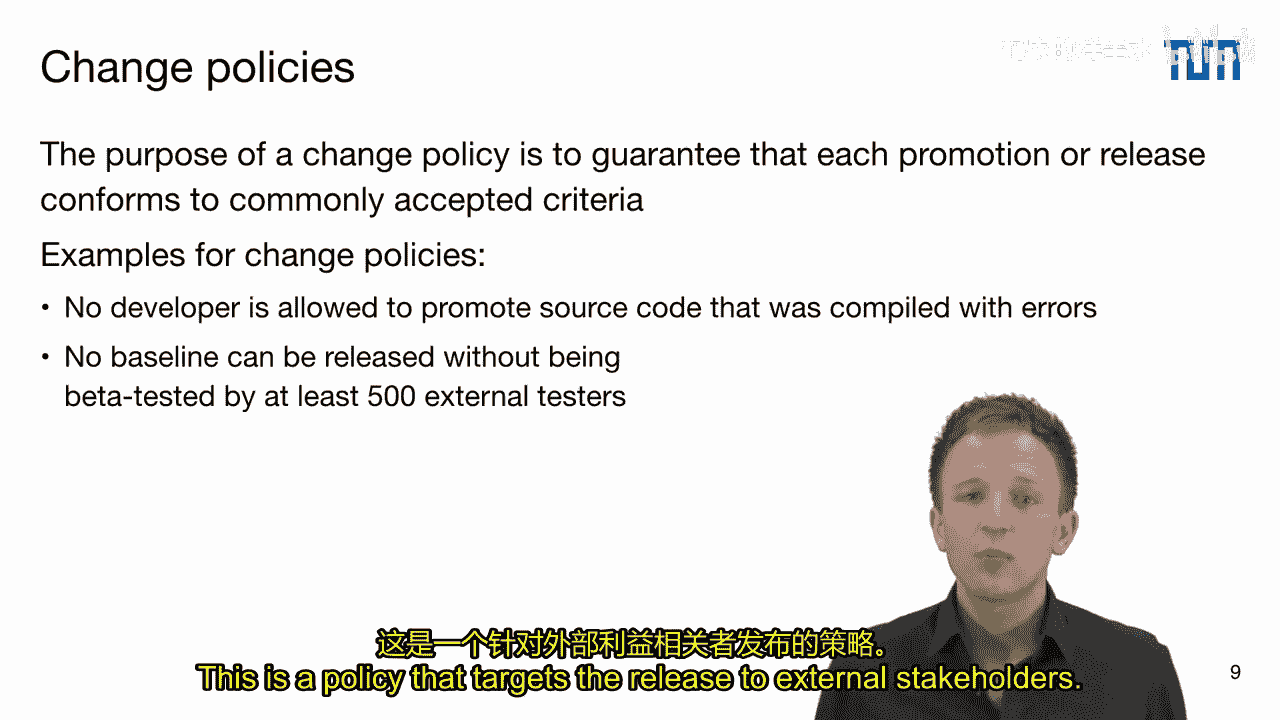 Change policies
The purpose of a change policy is to guarantee that each promotion or release
conforms to commonly accepted criteria
Examples for change policies:
• No developer is allowed to promote source code that was compiled with errors
• No baseline can be released without being
beta-tested by at least 500 external testers
这是一个针对外部利益相关者发布的策略。
This is a policy that targets the release to external stakeholders.
9